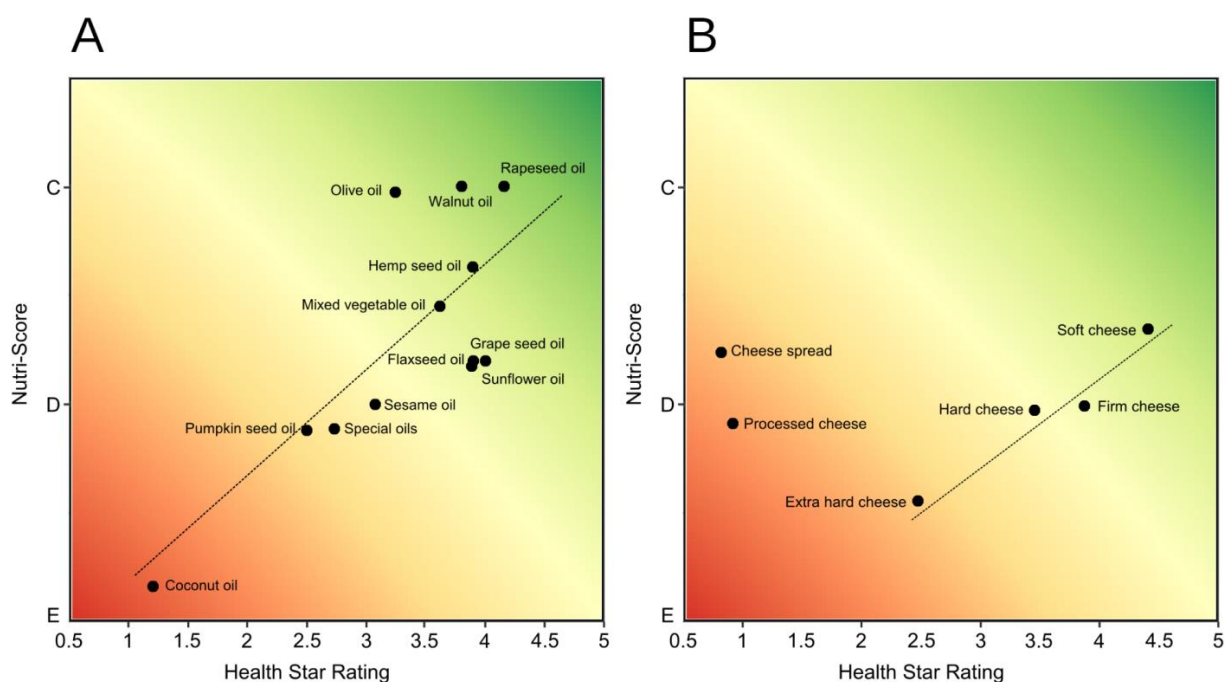 A
C
D
E
Nutri-Score
Rapeseed oil
Olive oil
Walnut oil
Hemp seed oil
Mixed vegetable oil
Grape seed oil
Flaxseed oil
Sunflower oil
Sesame oil
Pumpkin seed oil
Special oils
Coconut oil
0.5 1 1.5 2 2.5 3 3.5 4 4.5 5
Health Star Rating
B
C
D
E
Nutri-Score
Soft cheese
Cheese spread
Hard cheese
Firm cheese
Processed cheese
Extra hard cheese
0.5 1 1.5 2 2.5 3 3.5 4 4.5 5
Health Star Rating